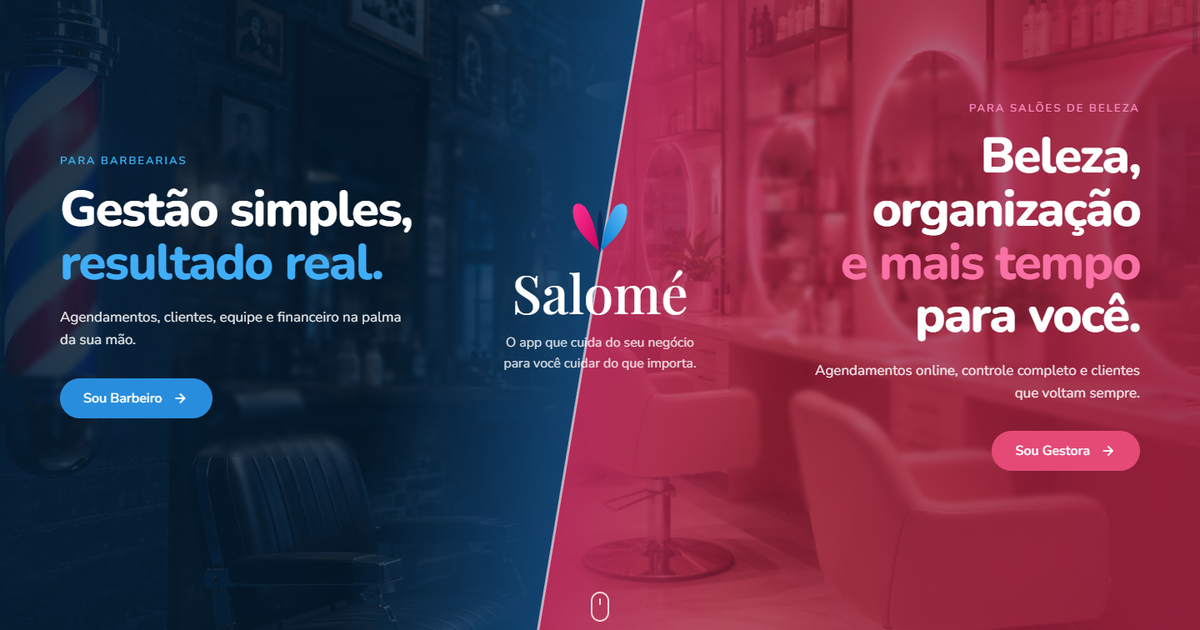 PARA BARBEARIAS
Gestão simples,
resultado real.
Agendamentos, clientes, equipe e financeiro na palma
da sua mão.
Sou Barbeiro →
Salomé
O app que cuida do seu negócio
para você cuidar do que importa.
PARA SALÕES DE BELEZA
Beleza,
organização
e mais tempo
para você.
Agendamentos online, controle completo e clientes
que voltam sempre.
Sou Gestora →